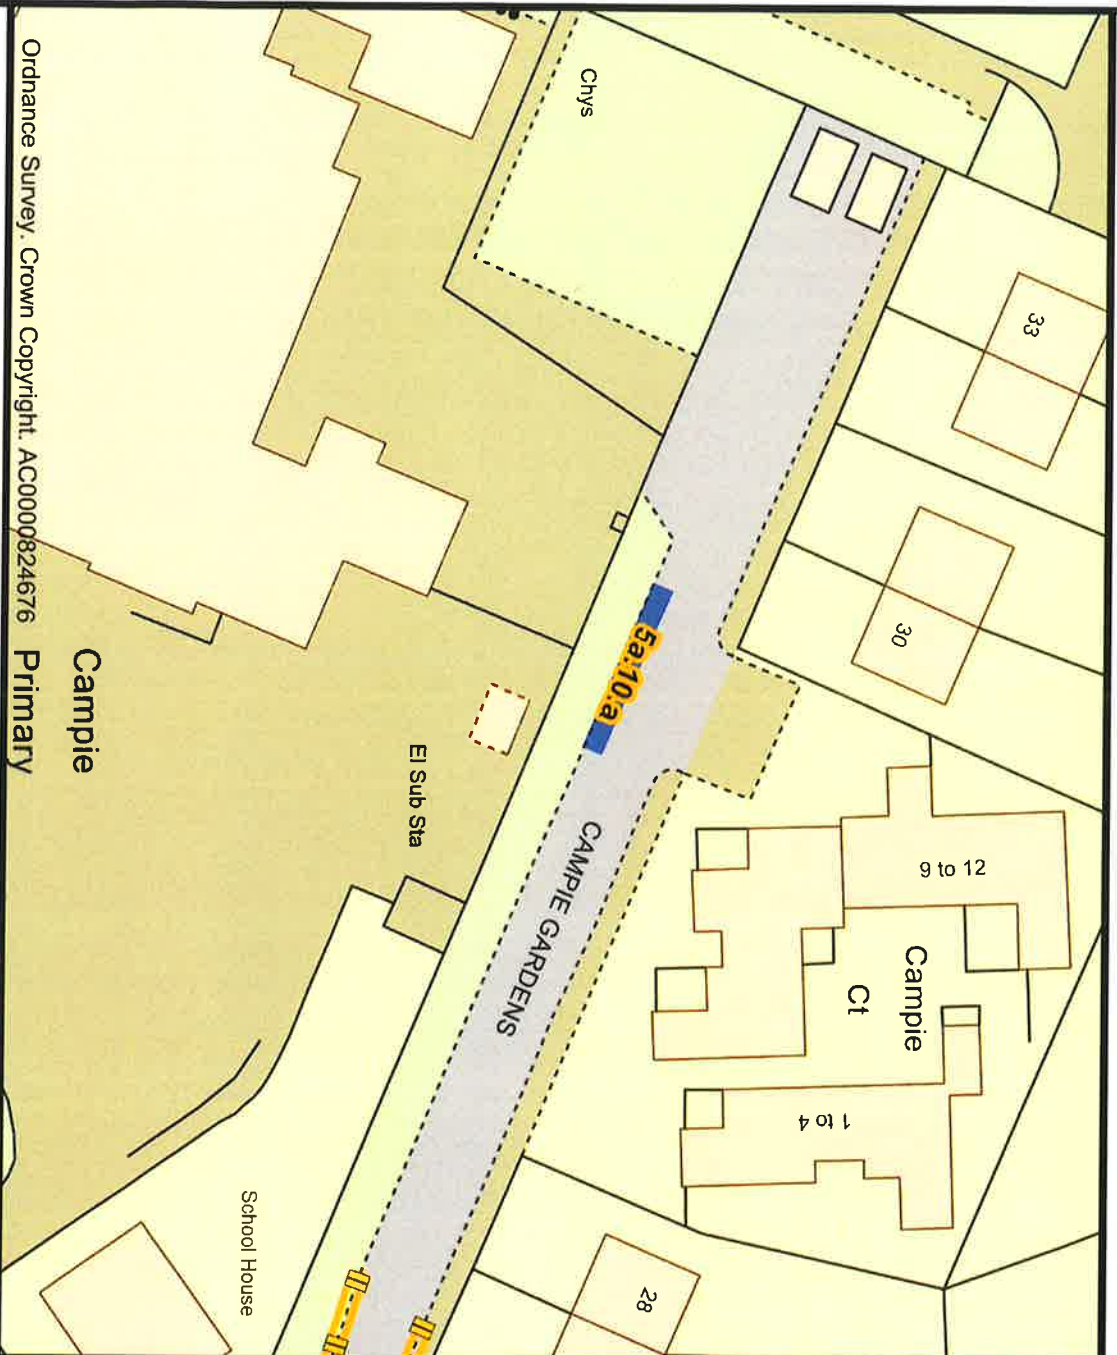 Chys
33
30
5a:10:a
9 to 12
Campie
Ct
El Sub Sta
CAMPIE GARDENS
1 to 4
Campie
Primary
School House
28
Ordnance Survey. Crown Copyright. AC0000824676